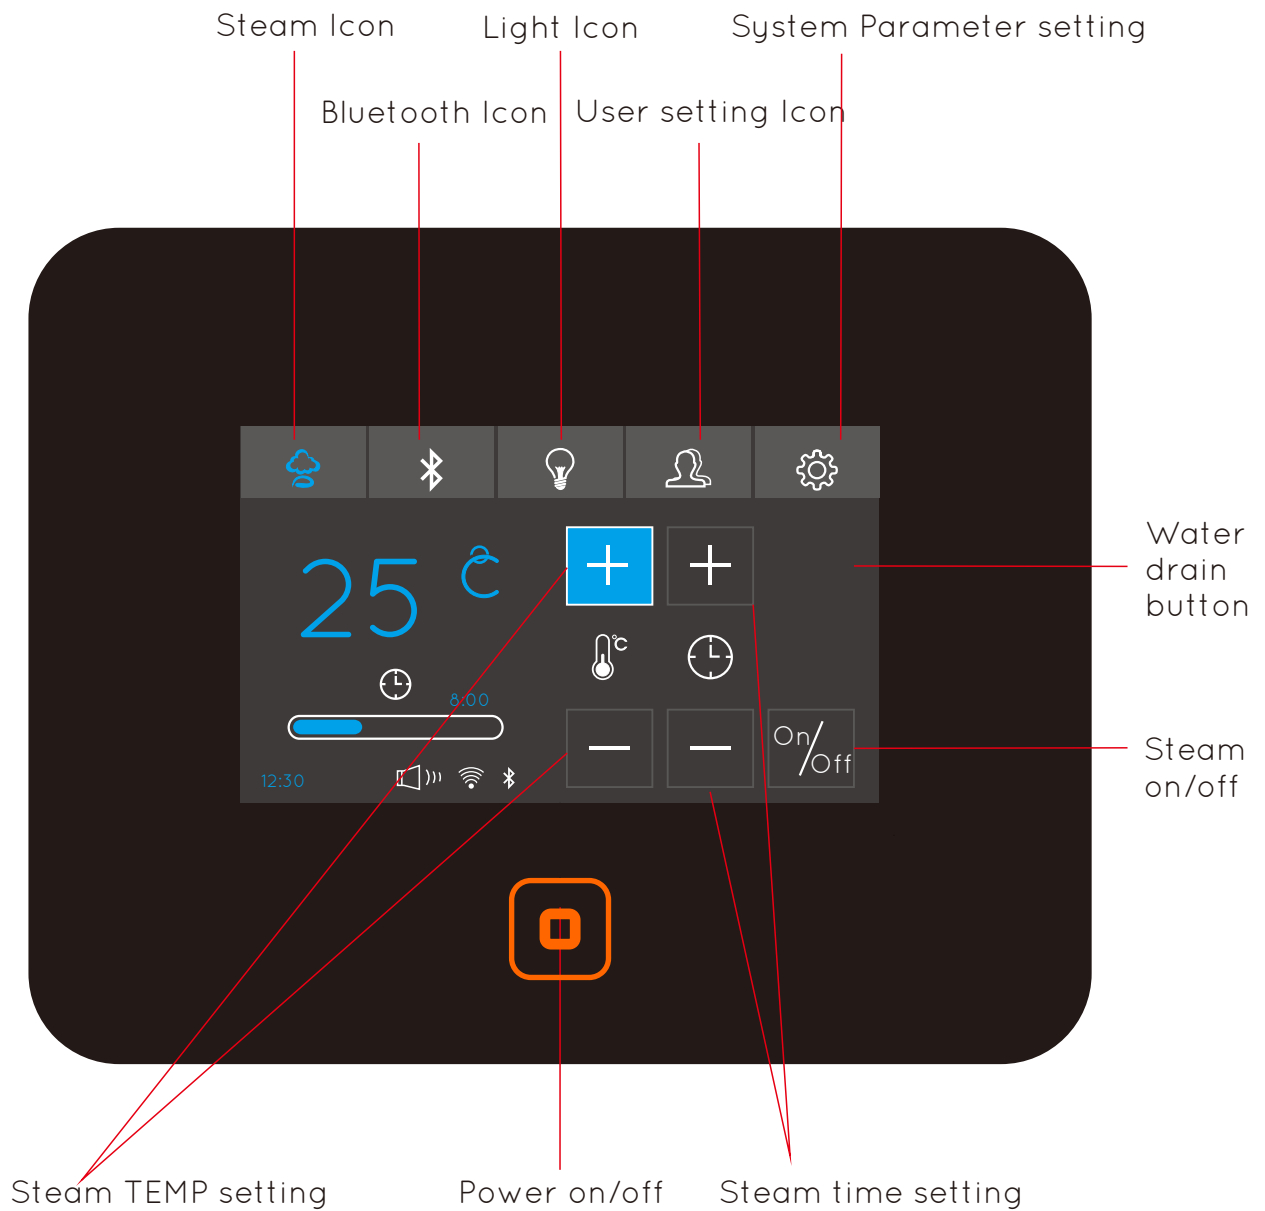 Steam Icon
Light Icon
System Parameter setting
Bluetooth Icon
User setting Icon
25 °C
8:00
12:30
°C
On/Off
Water
drain
button
Steam
on/off
Steam TEMP setting
Power on/off
Steam time setting